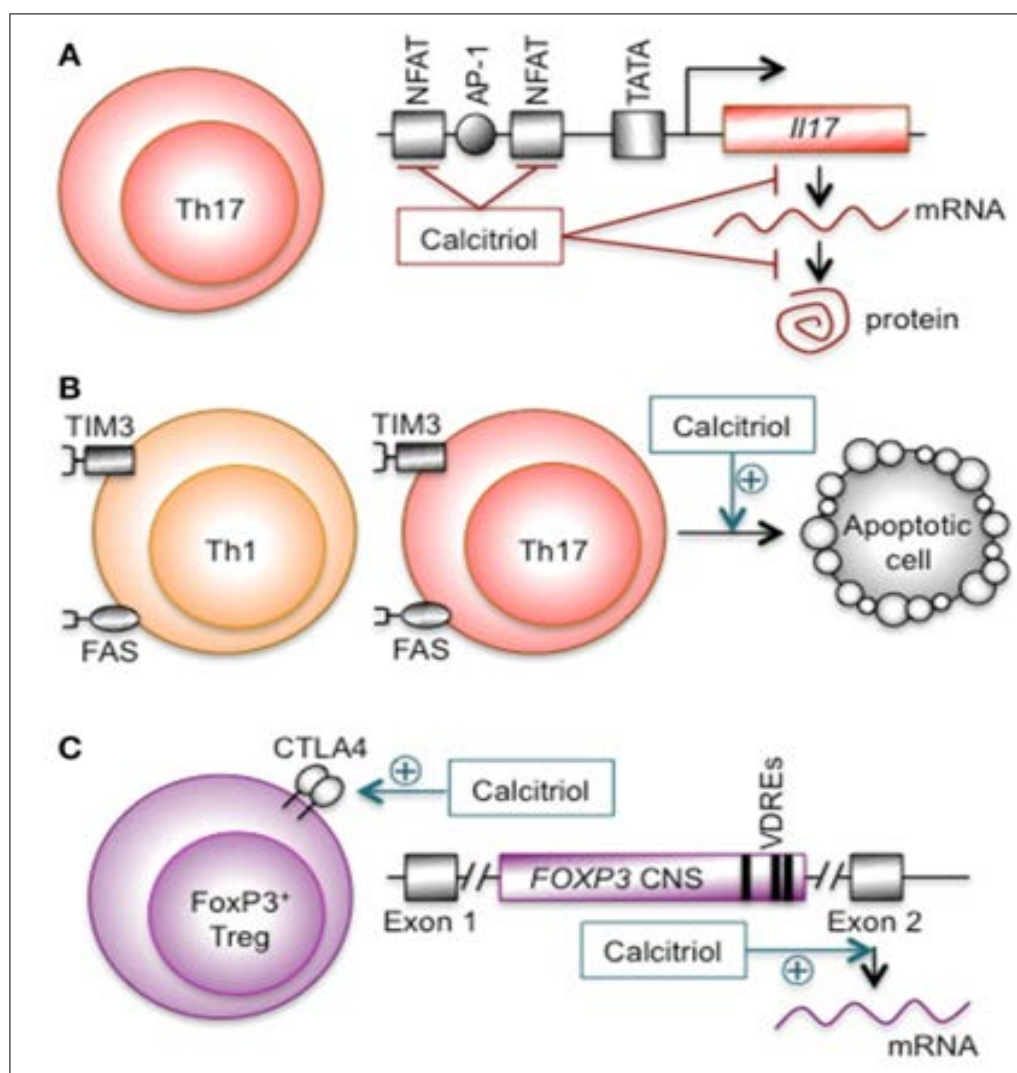 A
NFAT
AP-1
NFAT
TATA
Il17
Th17
Calcitriol
mRNA
protein
B
TIM3
TIM3
Calcitriol
Th1
Th17
Apoptotic
cell
FAS
FAS
C
CTLA4
Calcitriol
VDREs
FoxP3⁺
Treg
FOXP3 CNS
Exon 1
Exon 2
Calcitriol
mRNA